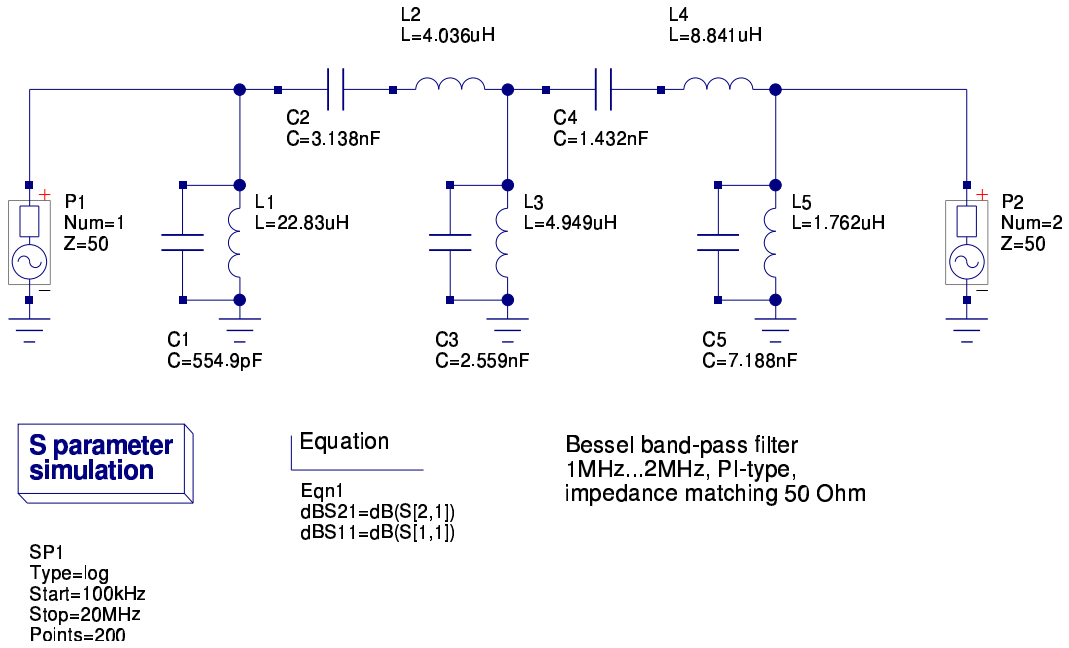 L2
L=4.036uH
L4
L=8.841uH
C2
C=3.138nF
C4
C=1.432nF
+
P1
Num=1
Z=50
L1
L=22.83uH
L3
L=4.949uH
L5
L=1.762uH
+
P2
Num=2
Z=50
C1
C=554.9pF
C3
C=2.559nF
C5
C=7.188nF
S parameter
simulation
Equation
Eqn1
dBS21=dB(S[2,1])
dBS11=dB(S[1,1])
Bessel band-pass filter
1MHz...2MHz, PI-type,
impedance matching 50 Ohm
SP1
Type=log
Start=100kHz
Stop=20MHz
Points=200